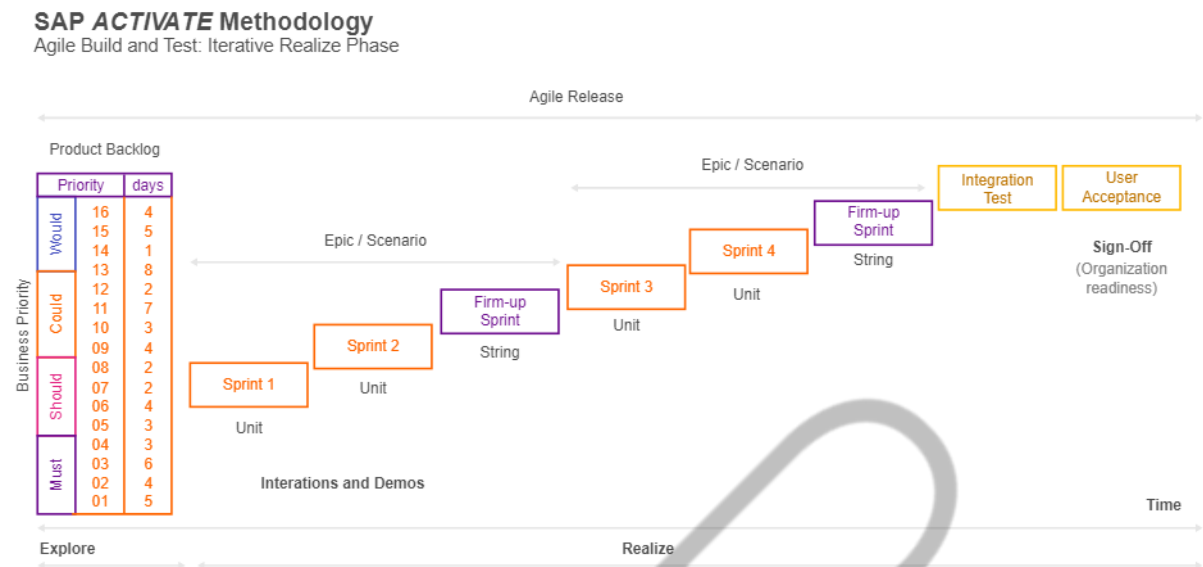 SAP ACTIVATE Methodology
Agile Build and Test: Iterative Realize Phase
Agile Release
Product Backlog
Priority days
Business Priority
Would
Could
Should
Must
16 4
15 5
14 1
13 8
12 2
11 7
10 3
09 4
08 2
07 2
06 4
05 3
04 3
03 6
02 4
01 5
Epic / Scenario
Sprint 1
Unit
Sprint 2
Unit
Firm-up
Sprint
String
Epic / Scenario
Sprint 3
Unit
Sprint 4
Unit
Firm-up
Sprint
String
Integration
Test
User
Acceptance
Sign-Off
(Organization
readiness)
Interations and Demos
Time
Explore
Realize